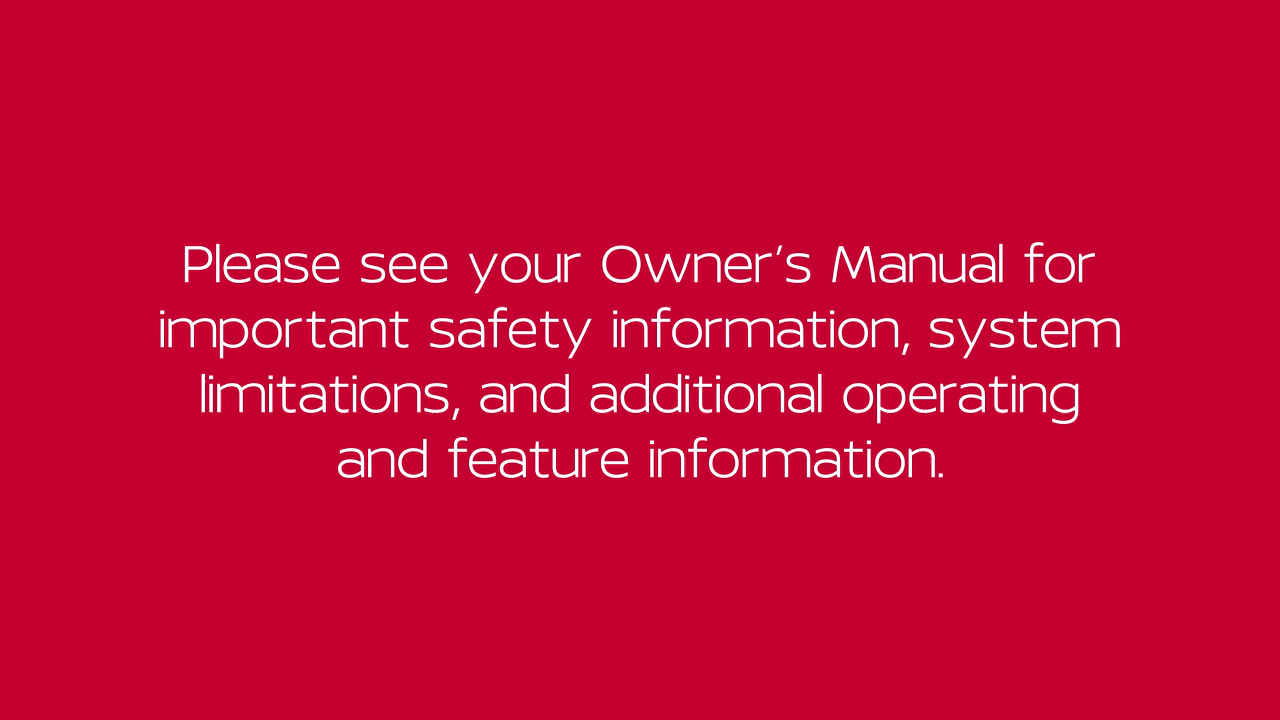 Please see your Owner’s Manual for
important safety information, system
limitations, and additional operating
and feature information.